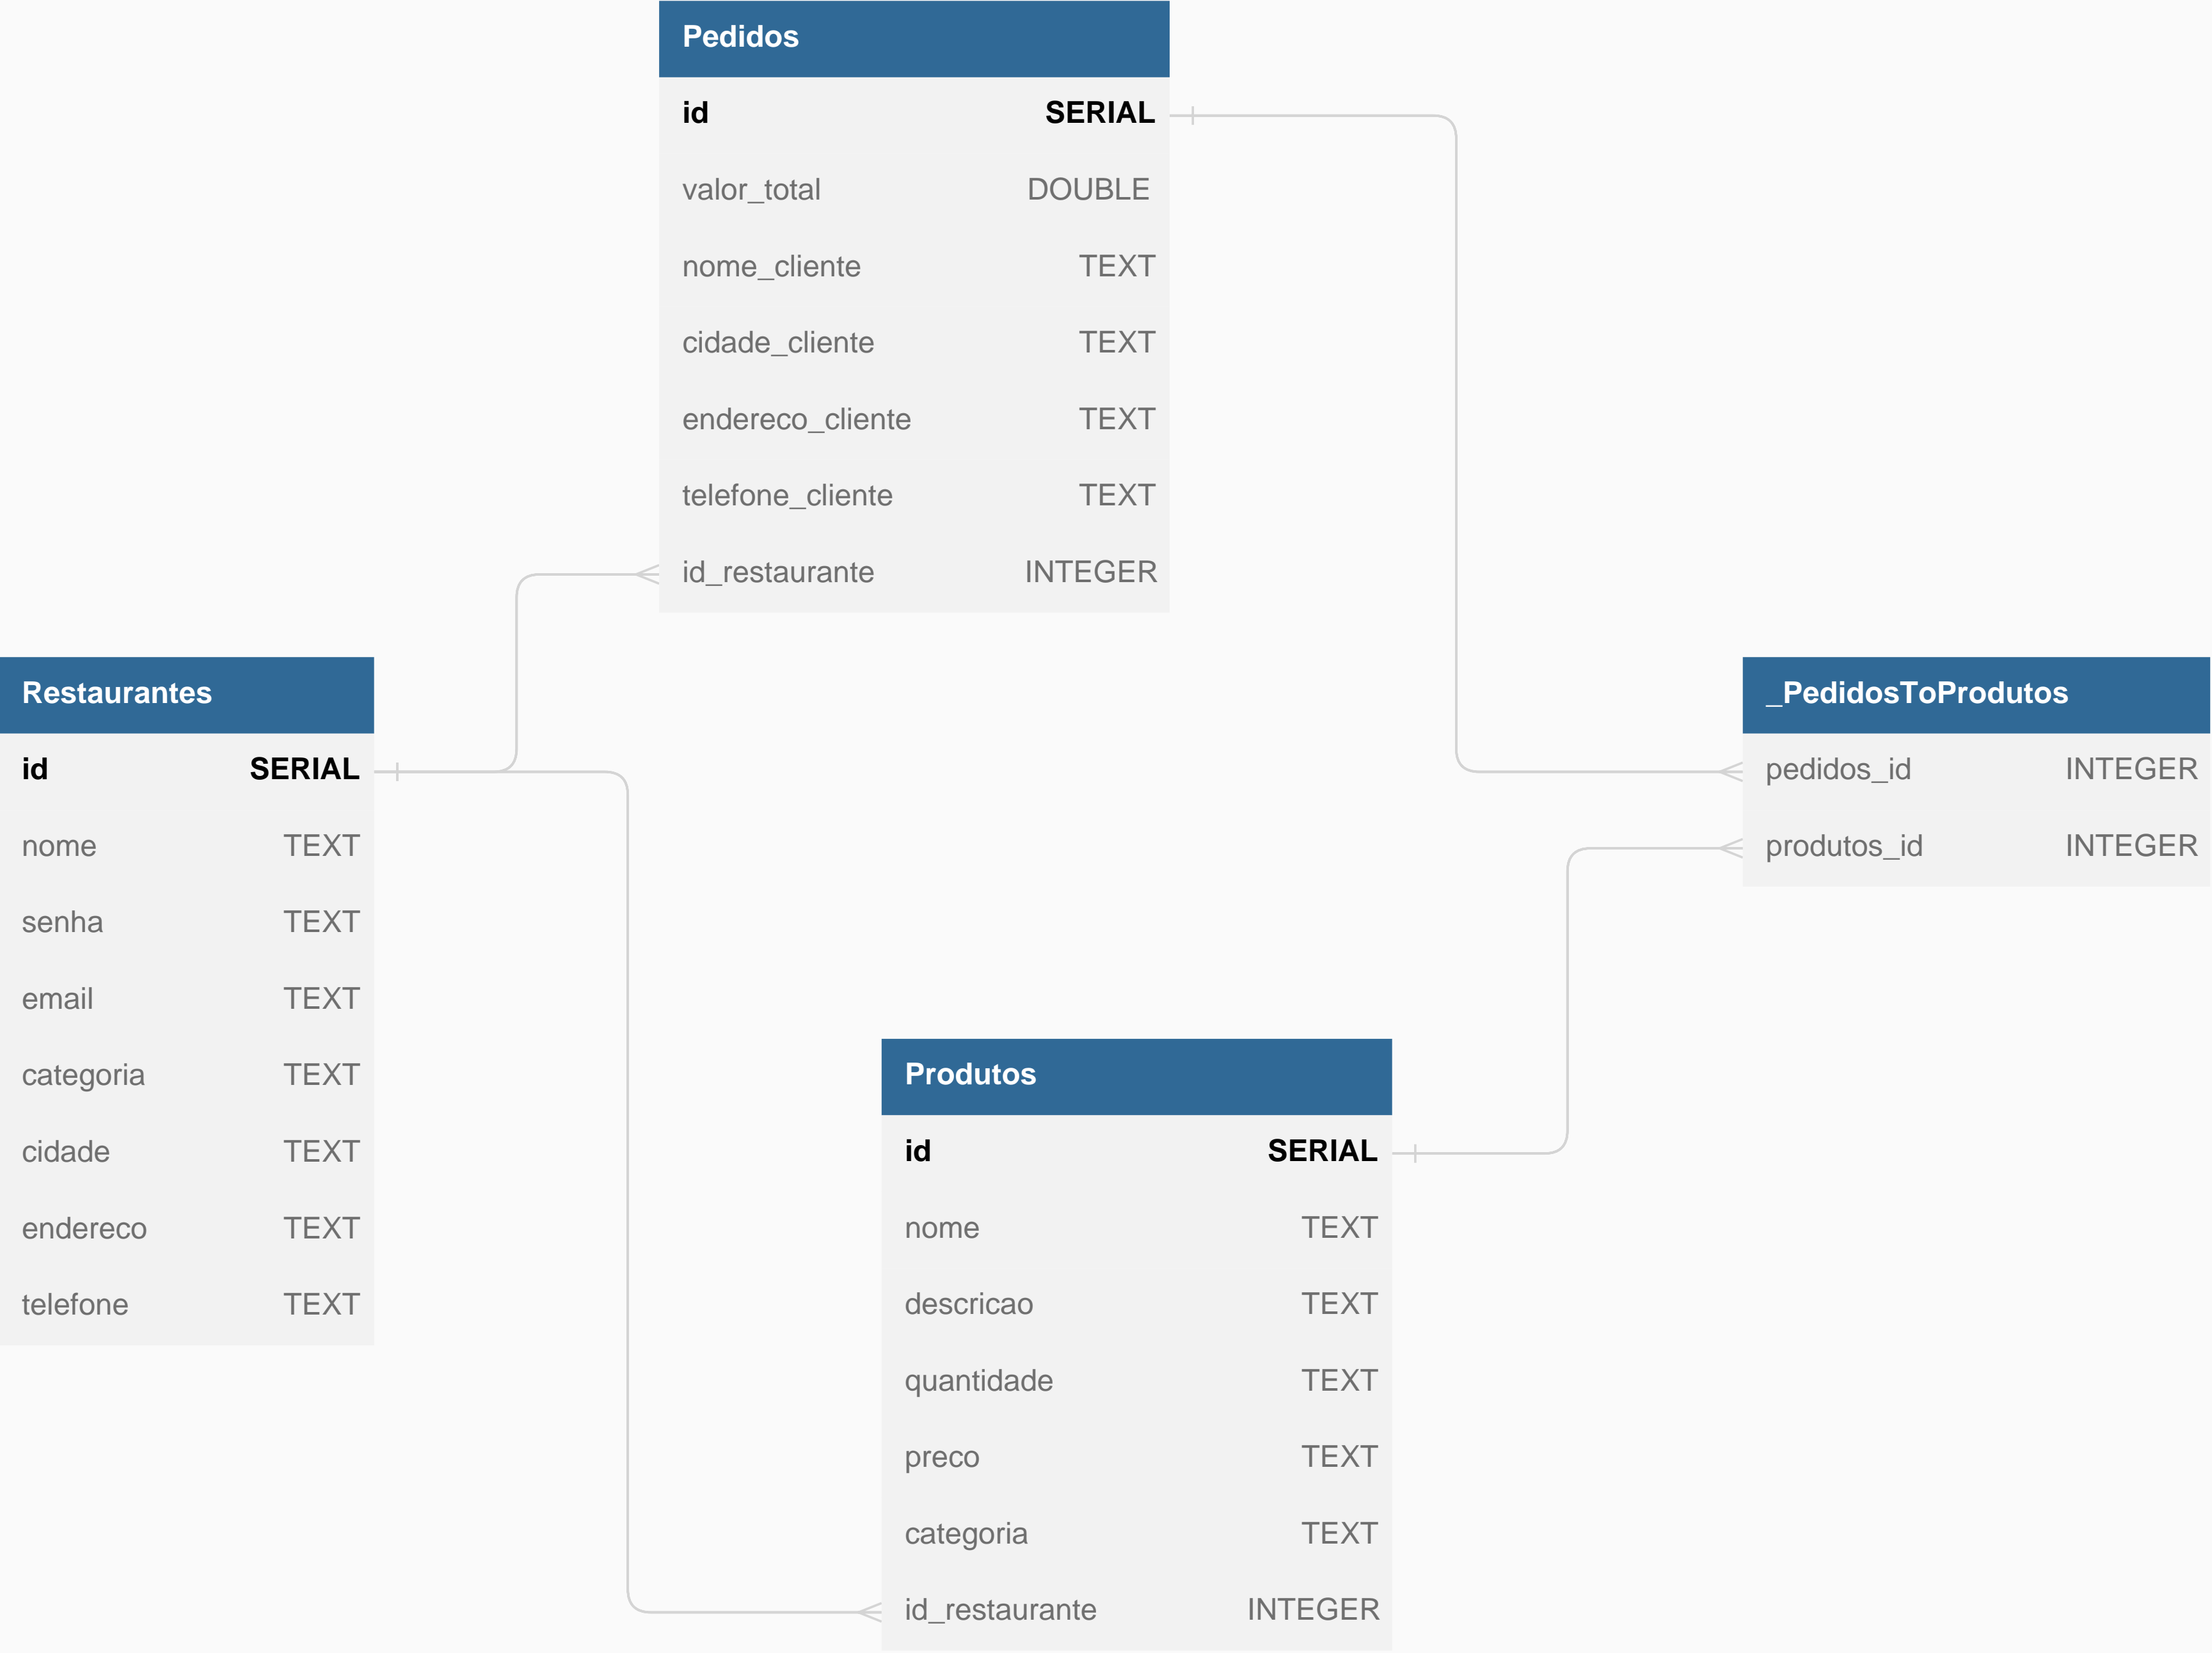 Pedidos
id SERIAL
valor_total DOUBLE
nome_cliente TEXT
cidade_cliente TEXT
endereco_cliente TEXT
telefone_cliente TEXT
id_restaurante INTEGER
Restaurantes
id SERIAL
nome TEXT
senha TEXT
email TEXT
categoria TEXT
cidade TEXT
endereco TEXT
telefone TEXT
_PedidosToProdutos
pedidos_id INTEGER
produtos_id INTEGER
Produtos
id SERIAL
nome TEXT
descricao TEXT
quantidade TEXT
preco TEXT
categoria TEXT
id_restaurante INTEGER